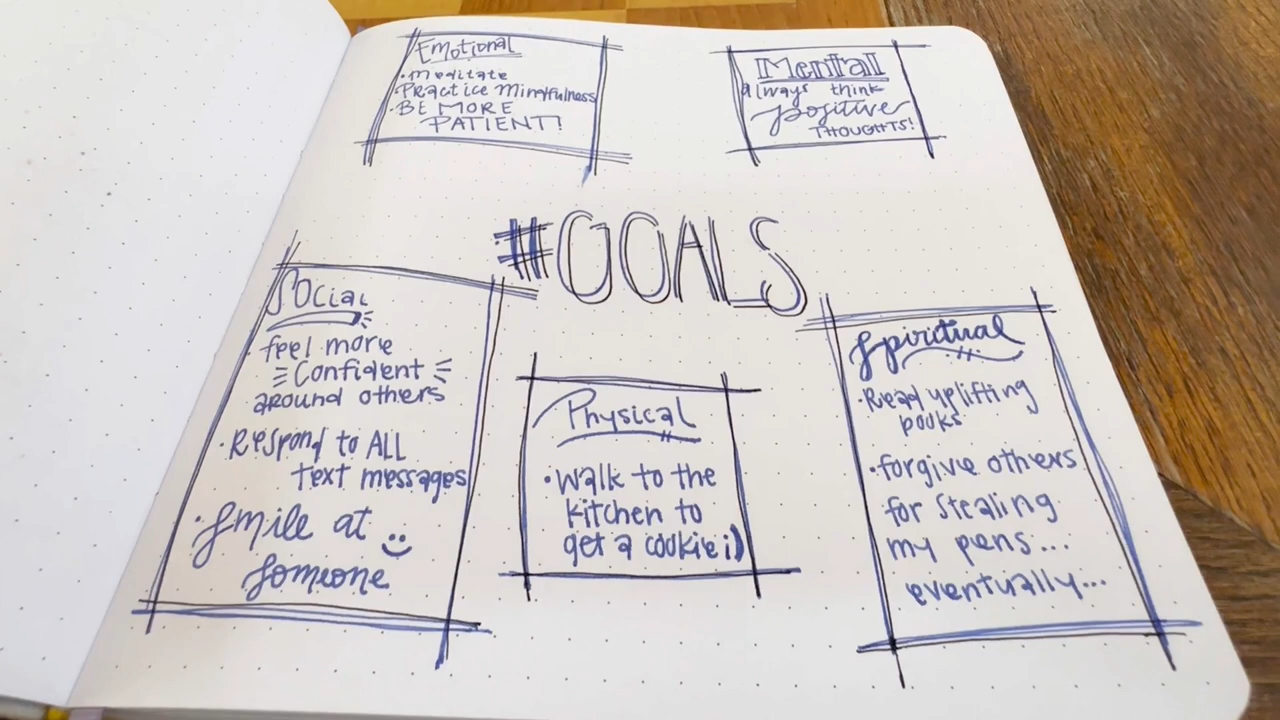 Emotional
• Meditate
• Practice Mindfulness
• BE MORE
PATIENT!
Mental
Always think
positive
THOUGHTS!
#GOALS
Social
feel more
Confident
around others
• Respond to ALL
text messages
• Smile at
someone
Physical
• Walk to the
kitchen to
get a cookie :)
Spiritual
• Read uplifting
books
• forgive others
for stealing
my pens...
eventually...